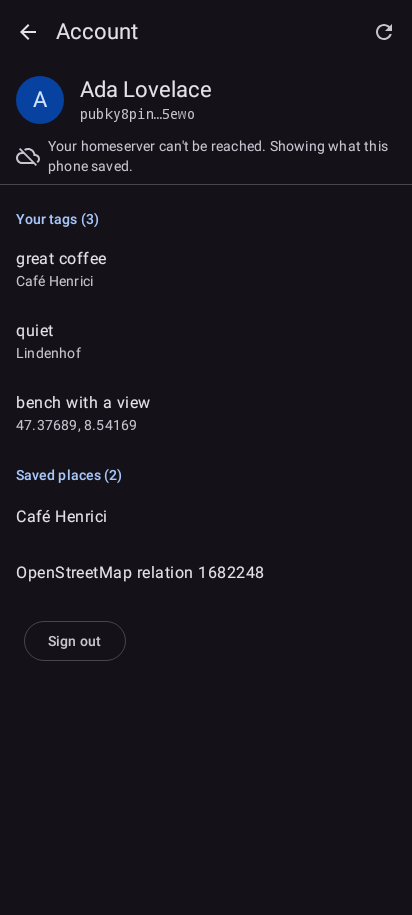 Account
A
Ada Lovelace
pubky8pin…5ewo
Your homeserver can't be reached. Showing what this
phone saved.
Your tags (3)
great coffee
Café Henrici
quiet
Lindenhof
bench with a view
47.37689, 8.54169
Saved places (2)
Café Henrici
OpenStreetMap relation 1682248
Sign out